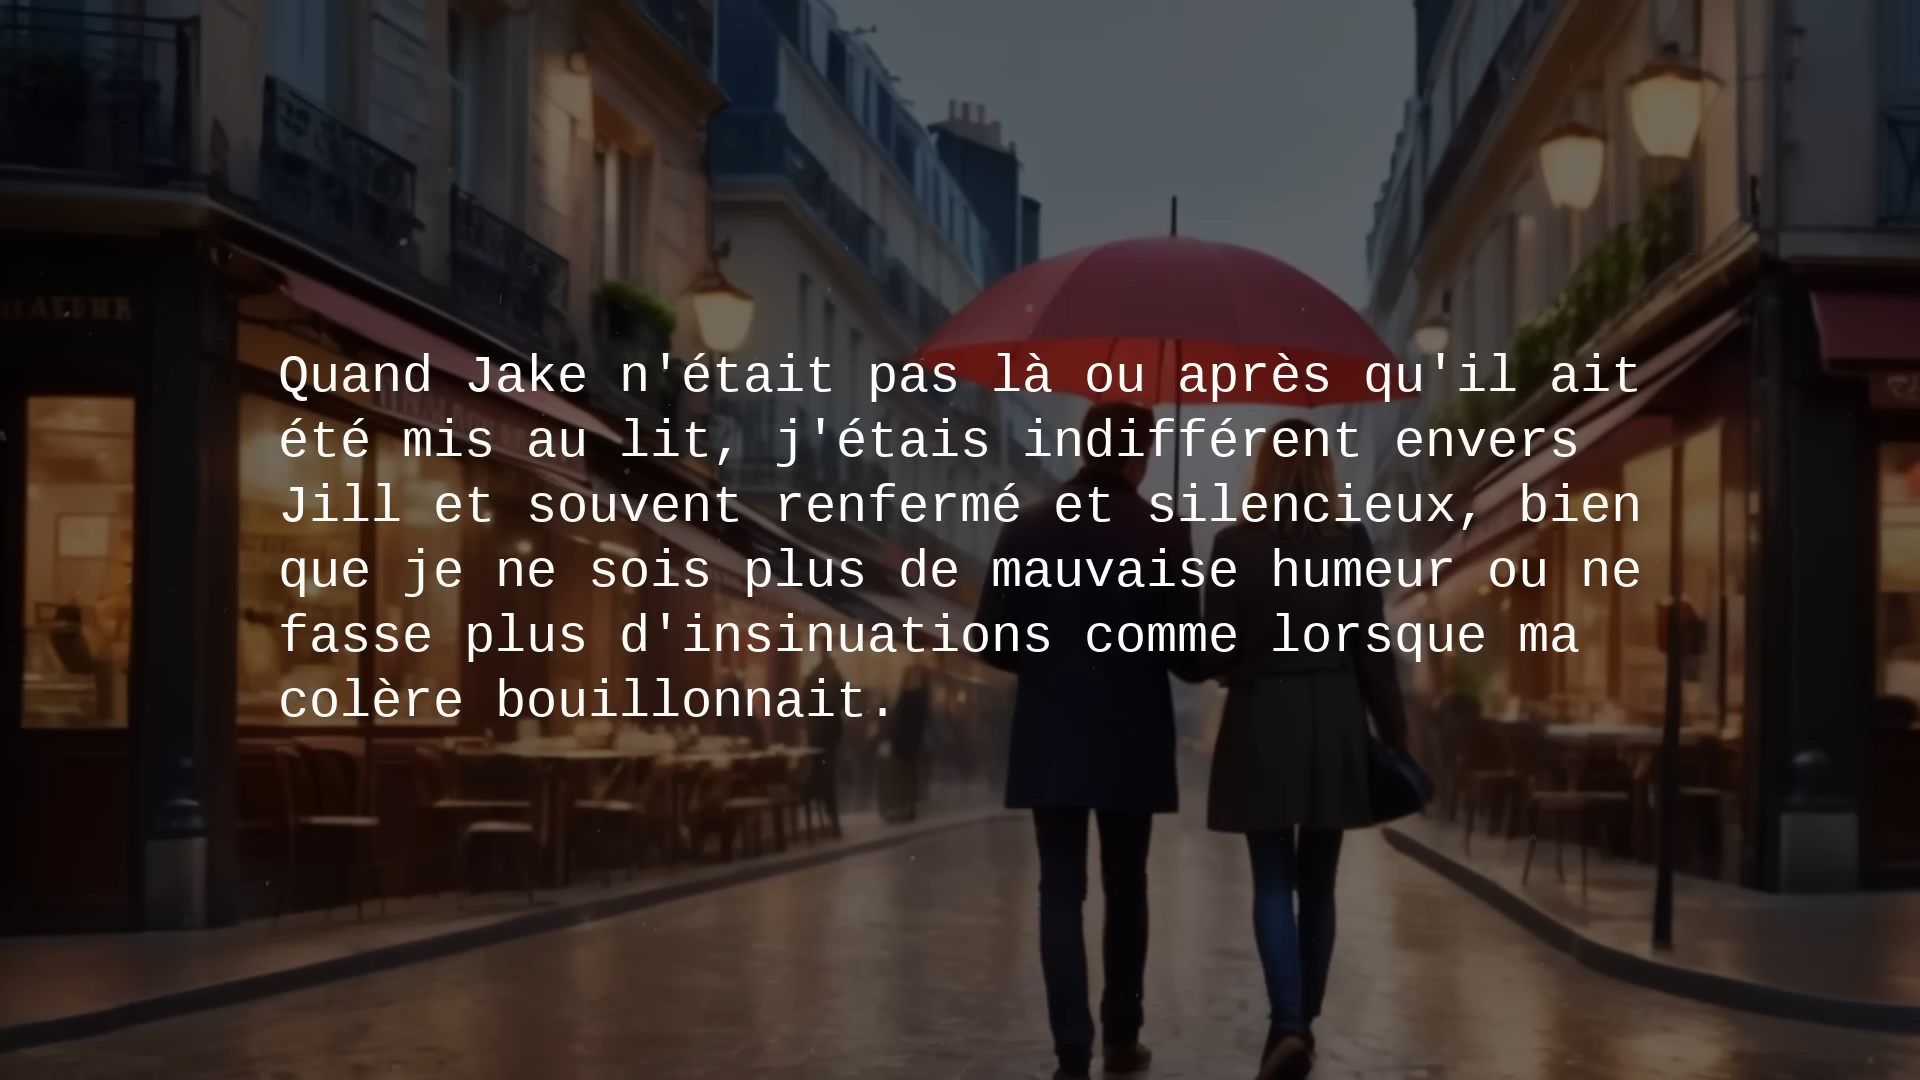 Quand Jake n'était pas là ou après qu'il ait
été mis au lit, j'étais indifférent envers
Jill et souvent renfermé et silencieux, bien
que je ne sois plus de mauvaise humeur ou ne
fasse plus d'insinuations comme lorsque ma
colère bouillonnait.